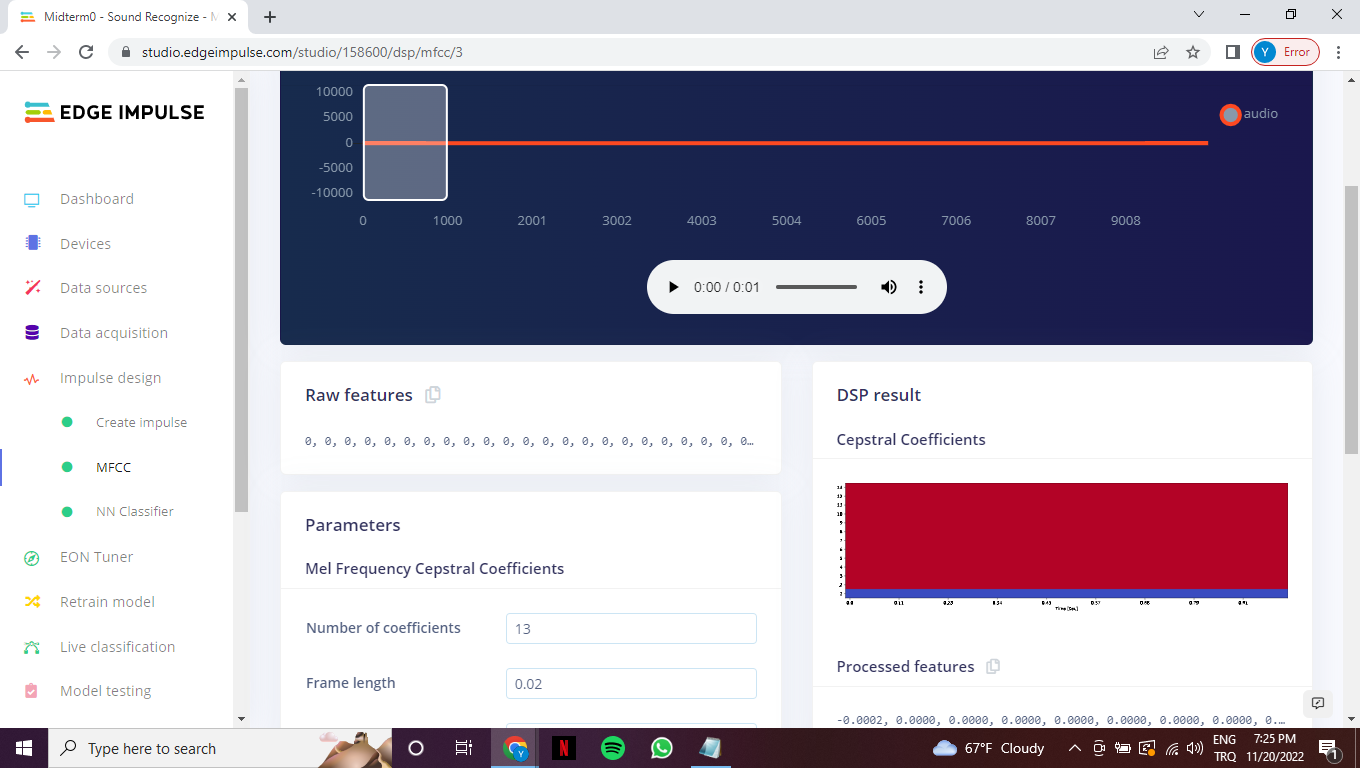 Midterm0 - Sound Recognize - M
studio.edgeimpulse.com/studio/158600/dsp/mfcc/3
Y Error
EDGE IMPULSE
Dashboard
Devices
Data sources
Data acquisition
Impulse design
Create impulse
MFCC
NN Classifier
EON Tuner
Retrain model
Live classification
Model testing
10000
5000
0
-5000
-10000
0 1000 2001 3002 4003 5004 6005 7006 8007 9008
audio
0:00 / 0:01
Raw features
0, 0, 0, 0, 0, 0, 0, 0, 0, 0, 0, 0, 0, 0, 0, 0, 0, 0, 0, 0, 0, 0, 0…
Parameters
Mel Frequency Cepstral Coefficients
Number of coefficients 13
Frame length 0.02
DSP result
Cepstral Coefficients
Time [Sec]
Processed features
-0.0002, 0.0000, 0.0000, 0.0000, 0.0000, 0.0000, 0.0000, 0.0000, 0.…
Type here to search
N
67°F Cloudy
ENG
TRQ
7:25 PM
11/20/2022
1